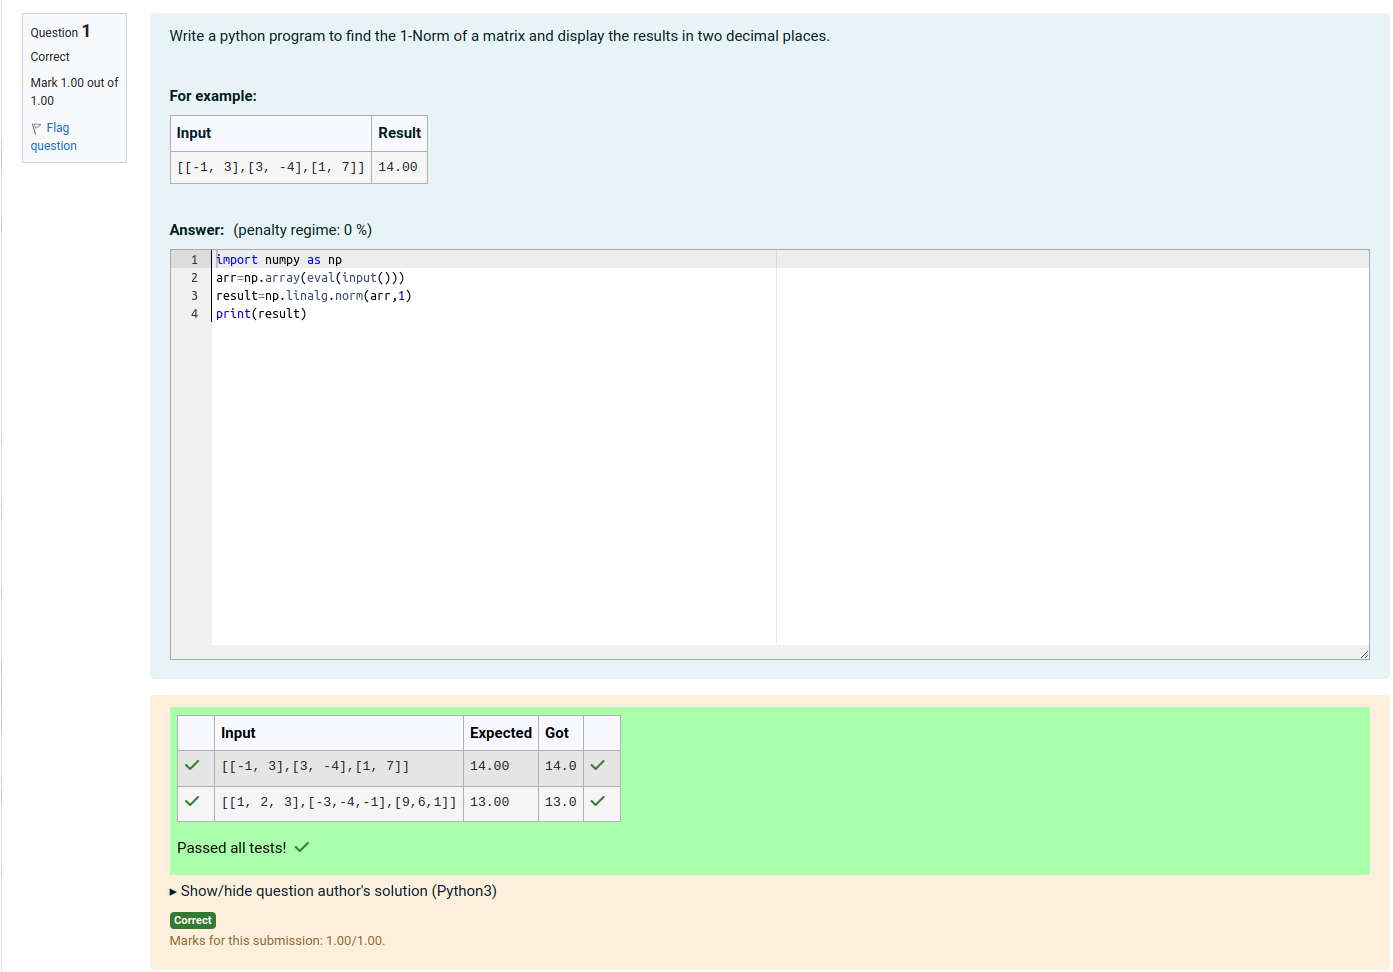 Question 1
Correct
Mark 1.00 out of
1.00
Flag
question
Write a python program to find the 1-Norm of a matrix and display the results in two decimal places.
For example:
Input Result
[[-1, 3],[3, -4],[1, 7]] 14.00
Answer: (penalty regime: 0 %)
1 import numpy as np
2 arr=np.array(eval(input()))
3 result=np.linalg.norm(arr,1)
4 print(result)
Input Expected Got
[[-1, 3],[3, -4],[1, 7]] 14.00 14.0
[[1, 2, 3],[-3,-4,-1],[9,6,1]] 13.00 13.0
Passed all tests!
Show/hide question author's solution (Python3)
Correct
Marks for this submission: 1.00/1.00.